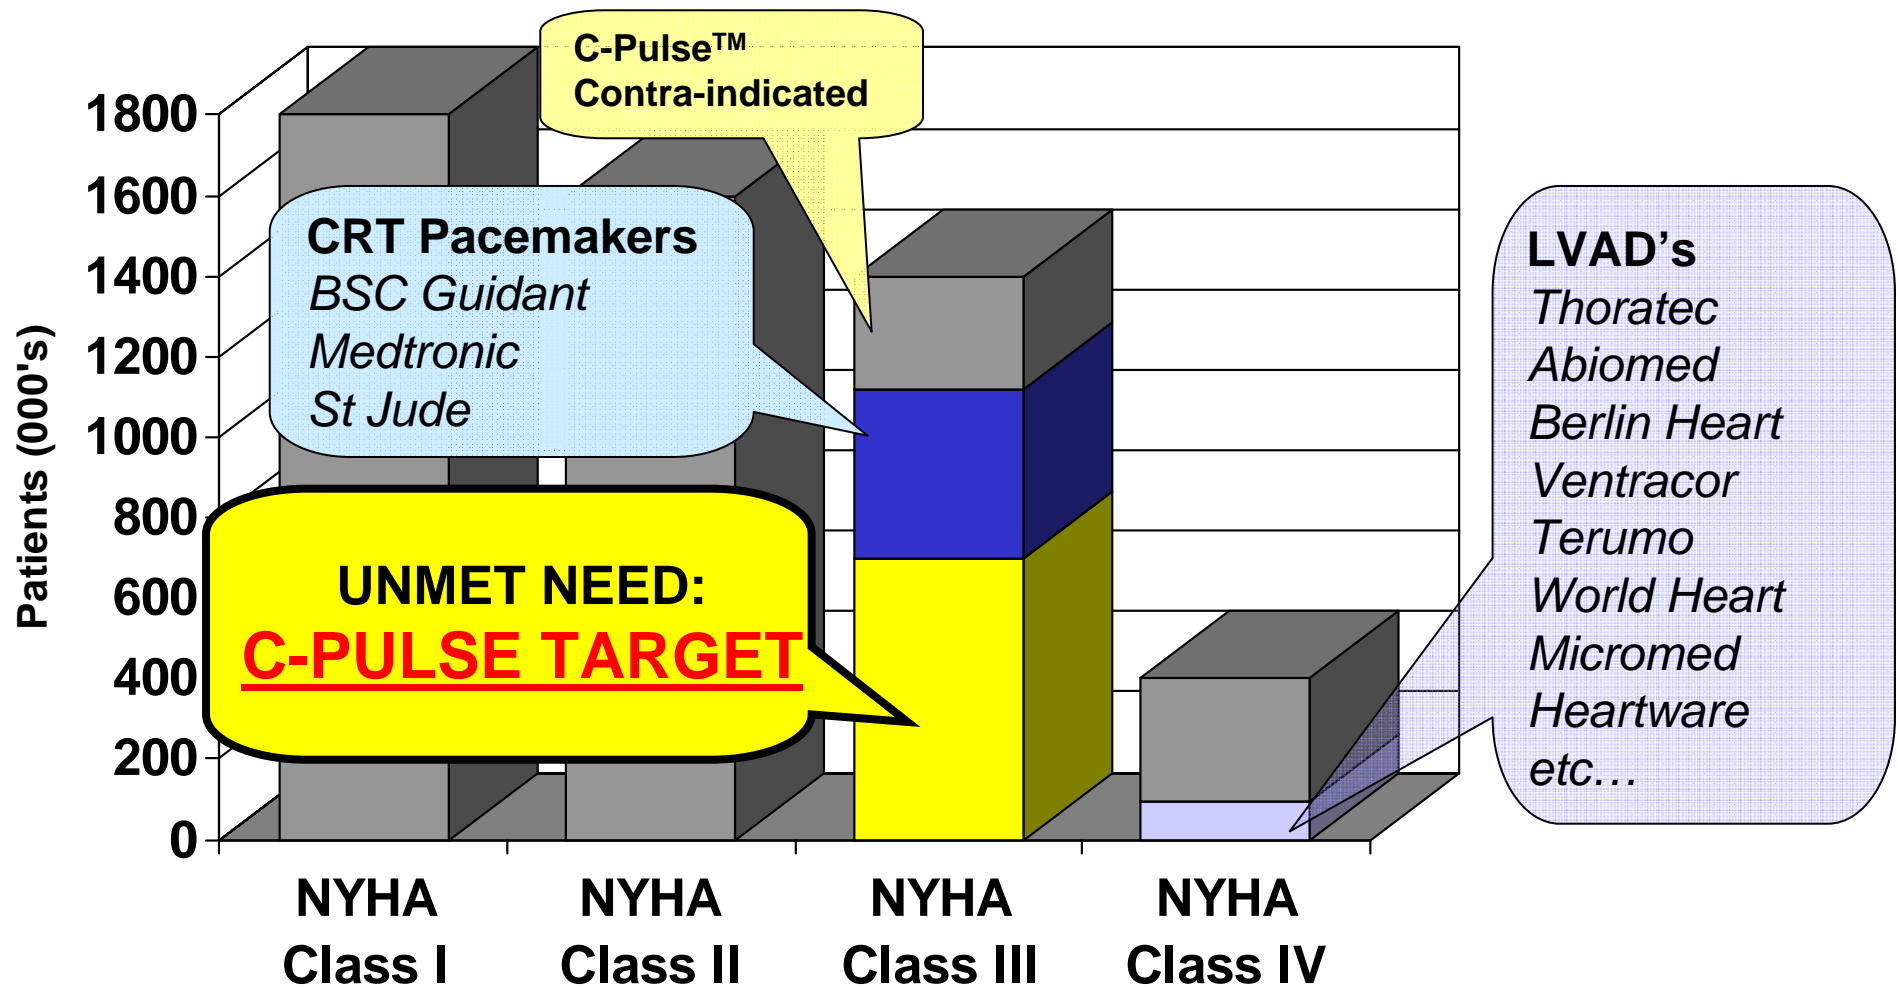 C-Pulse™
Contra-indicated
1800
1600
1400
1200
1000
800
600
400
200
0
Patients (000's)
CRT Pacemakers
BSC Guidant
Medtronic
St Jude
UNMET NEED:
C-PULSE TARGET
LVAD's
Thoratec
Abiomed
Berlin Heart
Ventracor
Terumo
World Heart
Micromed
Heartware
etc…
NYHA
Class I
NYHA
Class II
NYHA
Class III
NYHA
Class IV